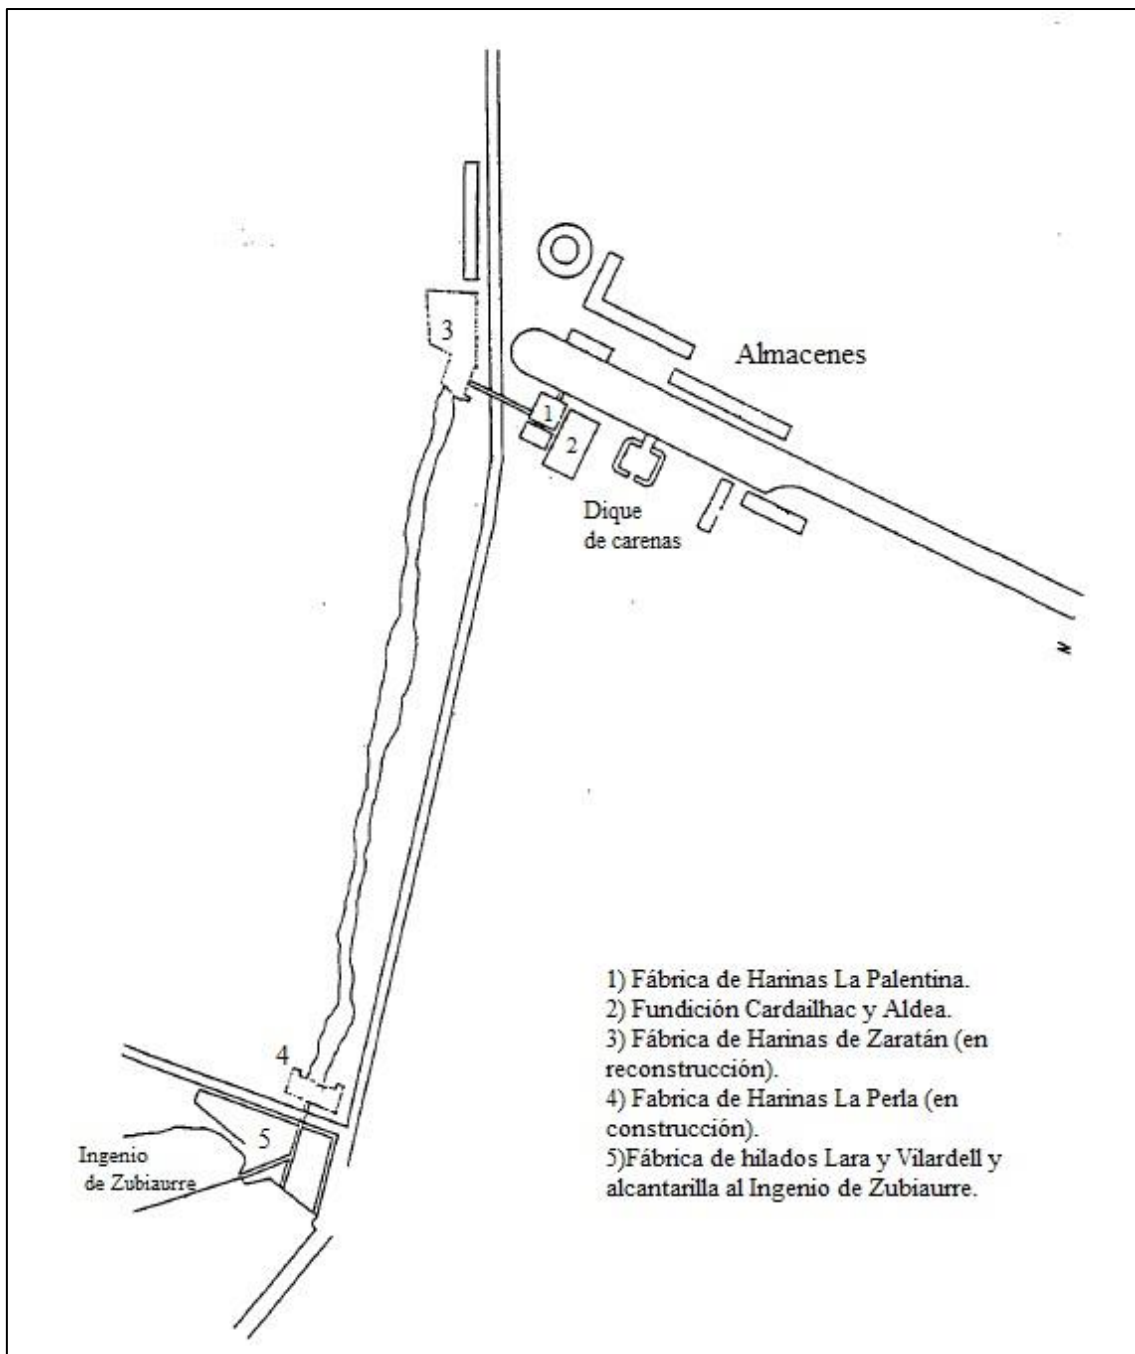 3
Almacenes
1
2
Dique
de carenas
N
1) Fábrica de Harinas La Palentina.
2) Fundición Cardailhac y Aldea.
3) Fábrica de Harinas de Zaratán (en
reconstrucción).
4) Fabrica de Harinas La Perla (en
construcción).
5)Fábrica de hilados Lara y Vilardell y
alcantarilla al Ingenio de Zubiaurre.
4
5
Ingenio
de Zubiaurre